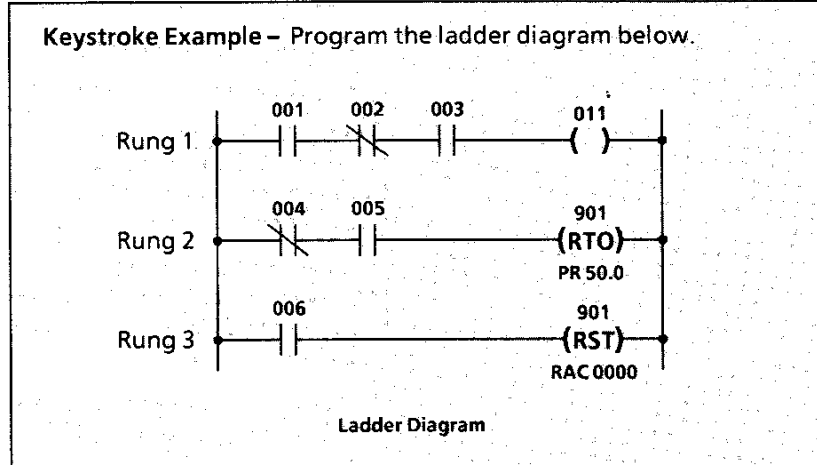 Keystroke Example – Program the ladder diagram below.
001 002 003 011
Rung 1
004 005 901
Rung 2 (RTO)
PR 50.0
006 901
Rung 3 (RST)
RAC 0000
Ladder Diagram